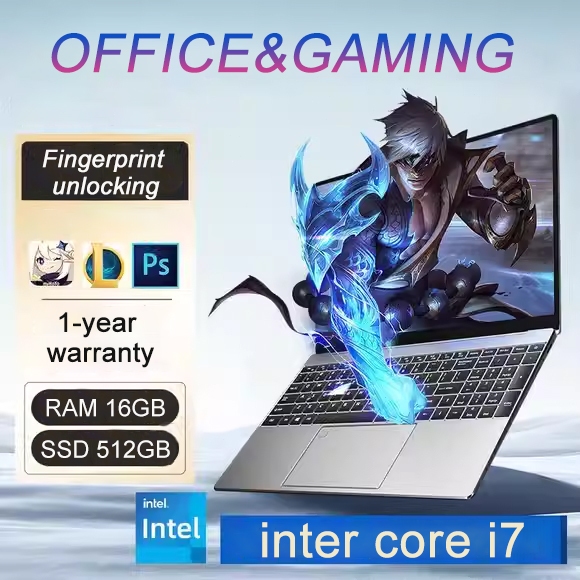 OFFICE&GAMING
Fingerprint
unlocking
Ps
1-year
warranty
RAM 16GB
SSD 512GB
intel.
Intel
inter core i7